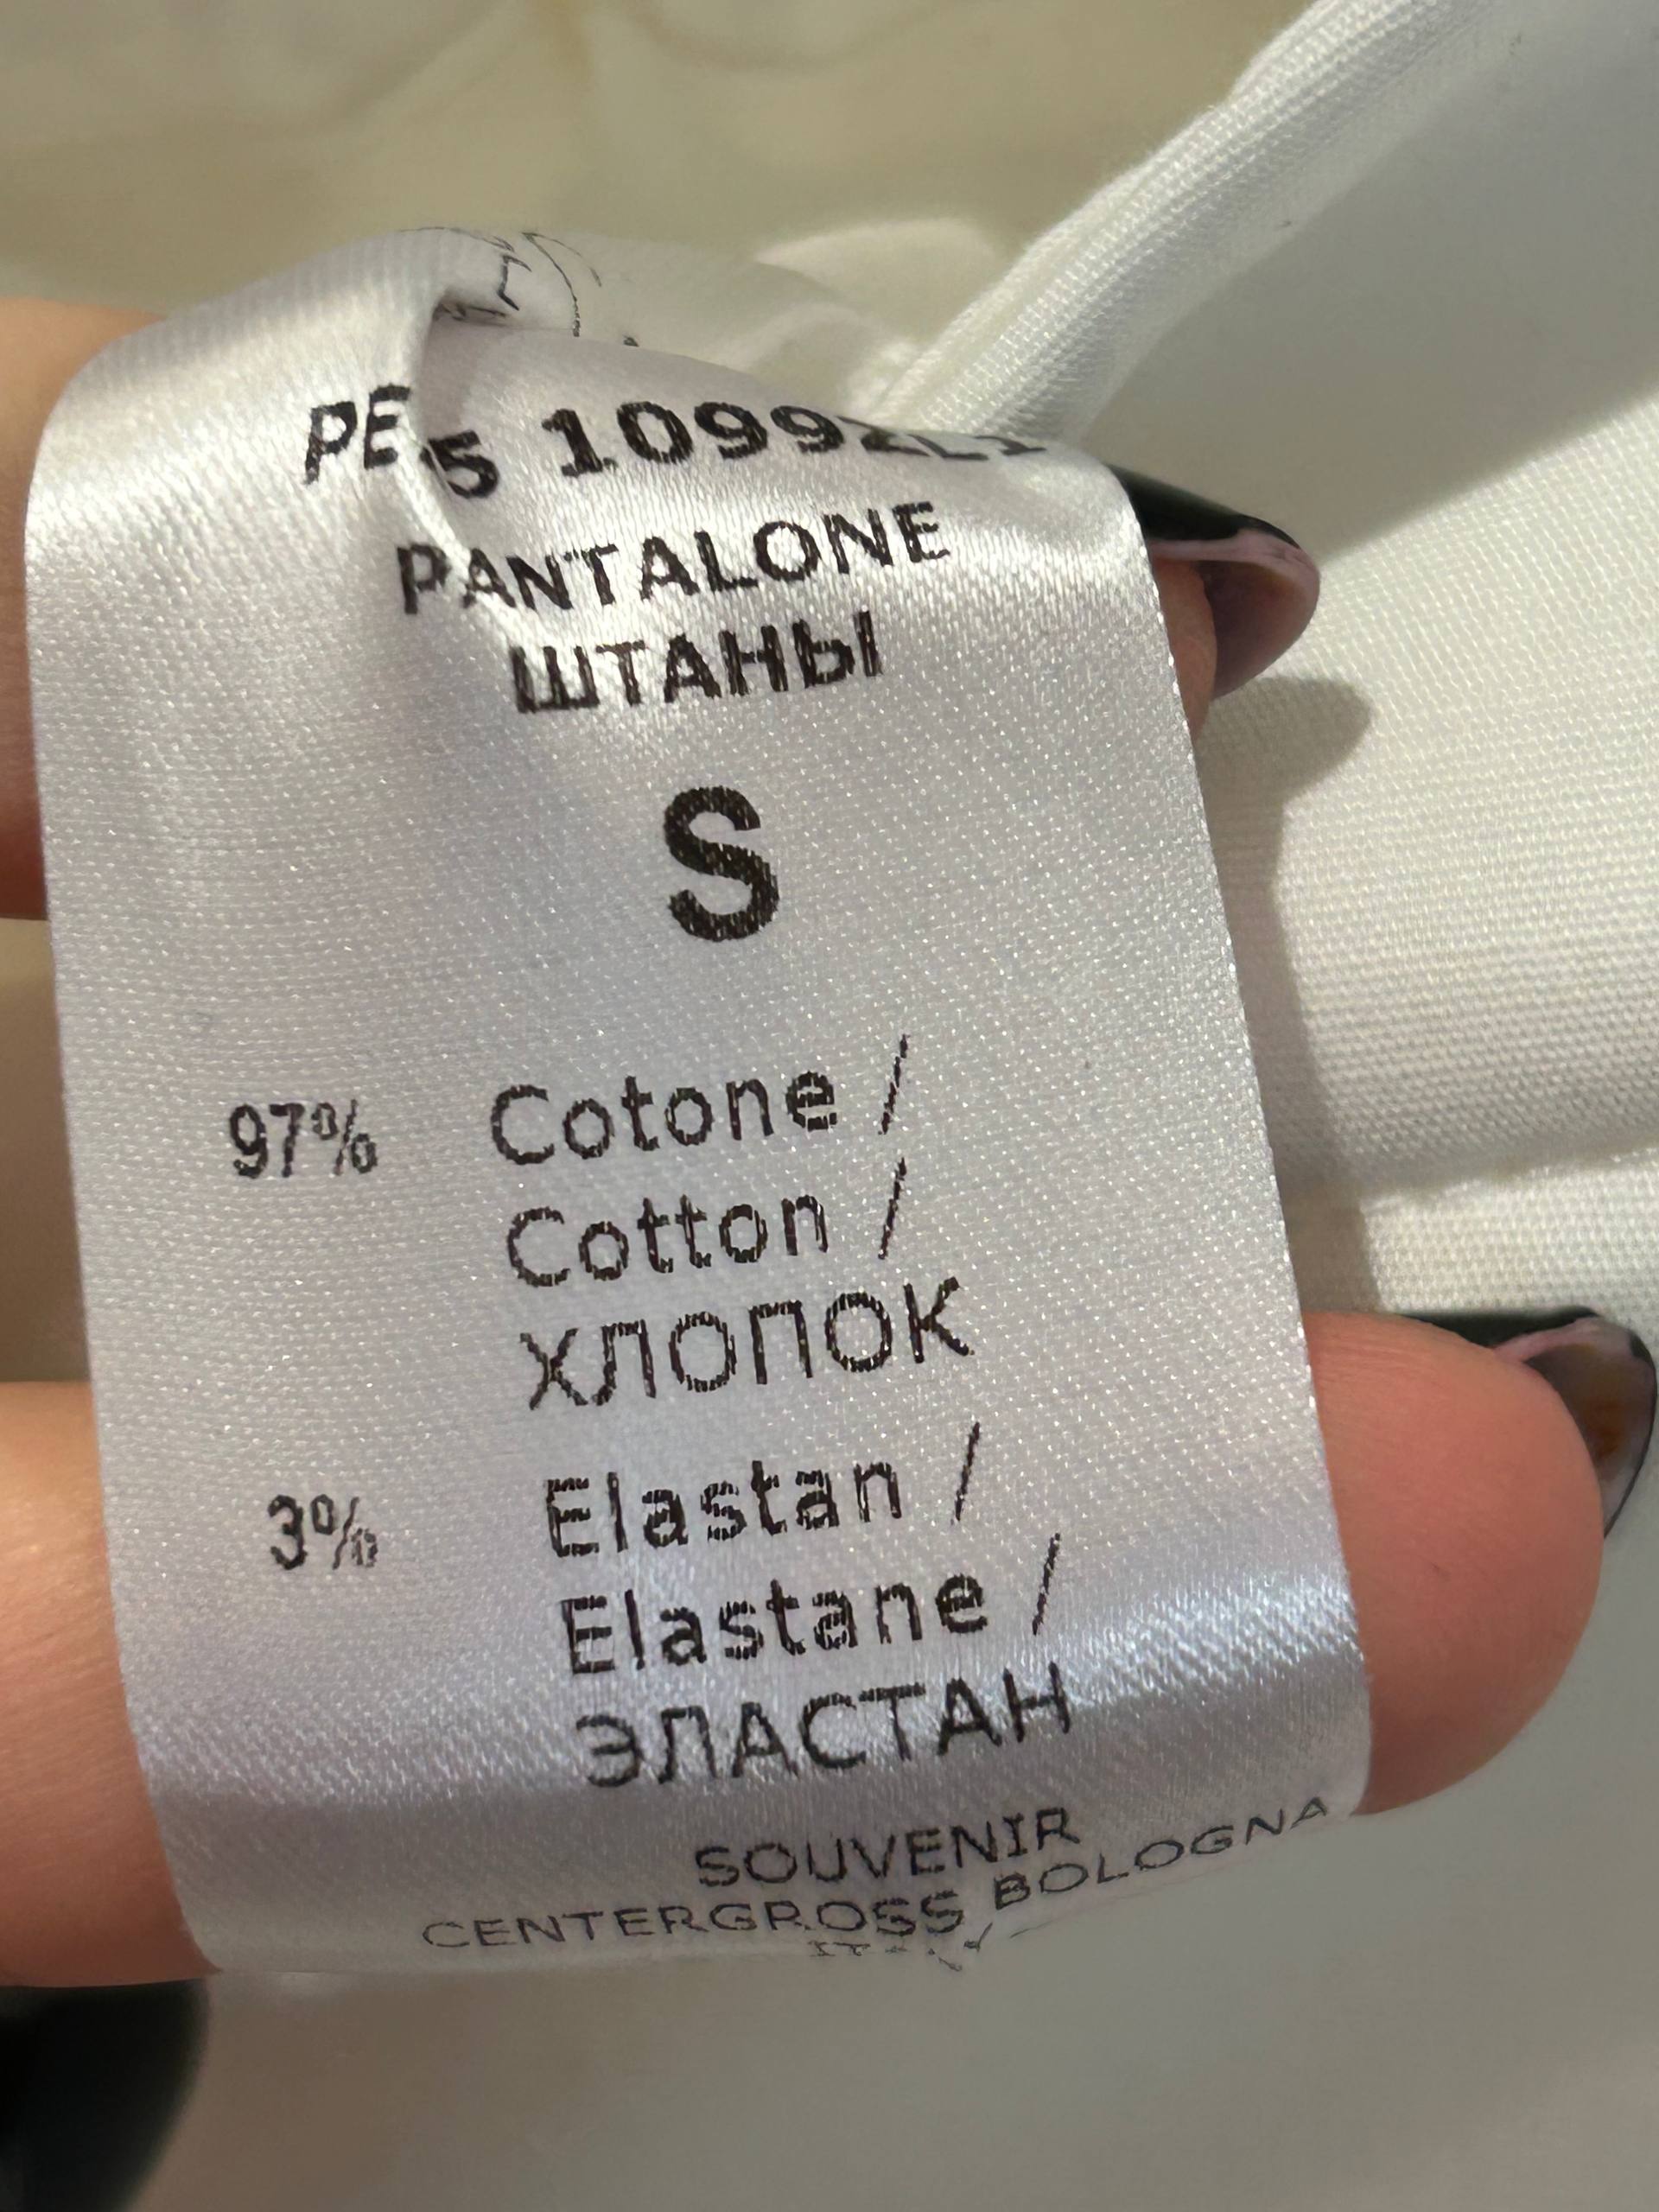 PANTALONE
ШТАНЫ
S
97% Cotone /
Cotton /
ХЛОПОК
3% Elastan /
Elastane /
ЭЛАСТАН
SOUVENIR
CENTERGROSS BOLOGNA